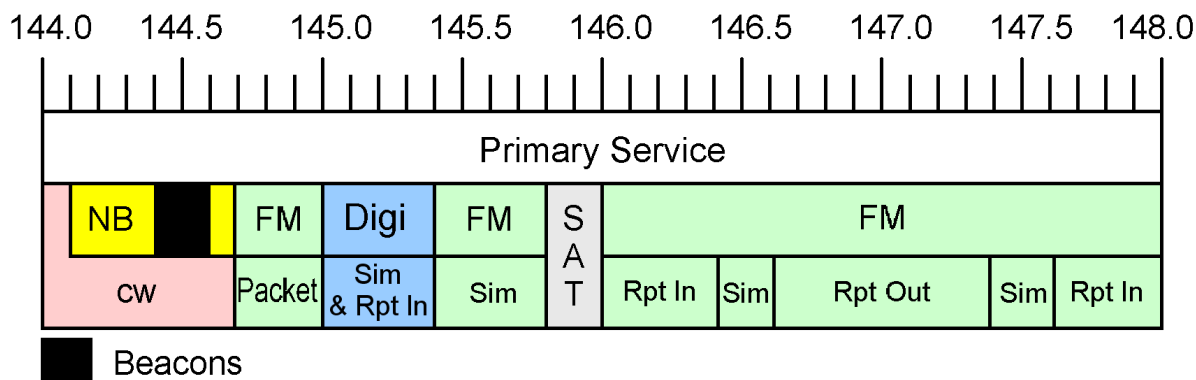 144.0 144.5 145.0 145.5 146.0 146.5 147.0 147.5 148.0
Primary Service
NB FM Digi FM SAT FM
CW Packet Sim & Rpt In Sim Rpt In Sim Rpt Out Sim Rpt In
Beacons